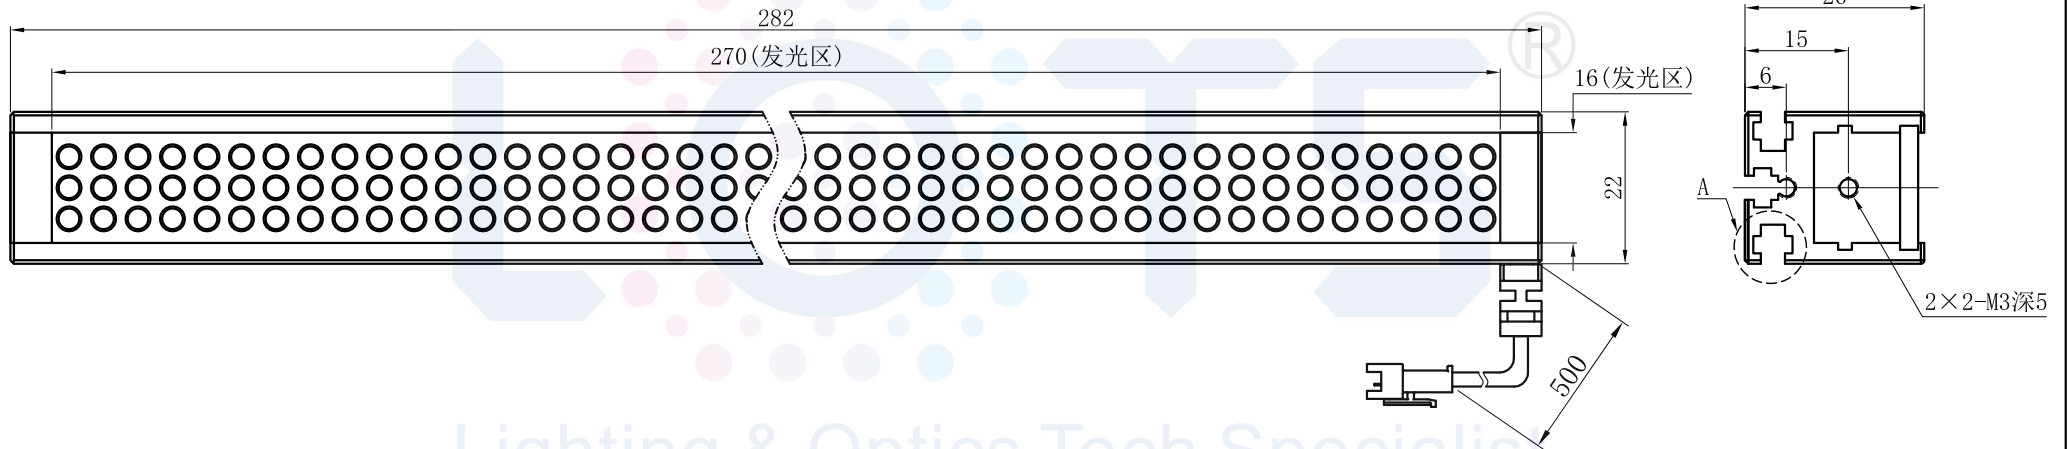 282
270(发光区)
16(发光区)
22
500
15
6
A
2×2-M3深5
LOTS
®
Lighting & Optics Tech Specialist